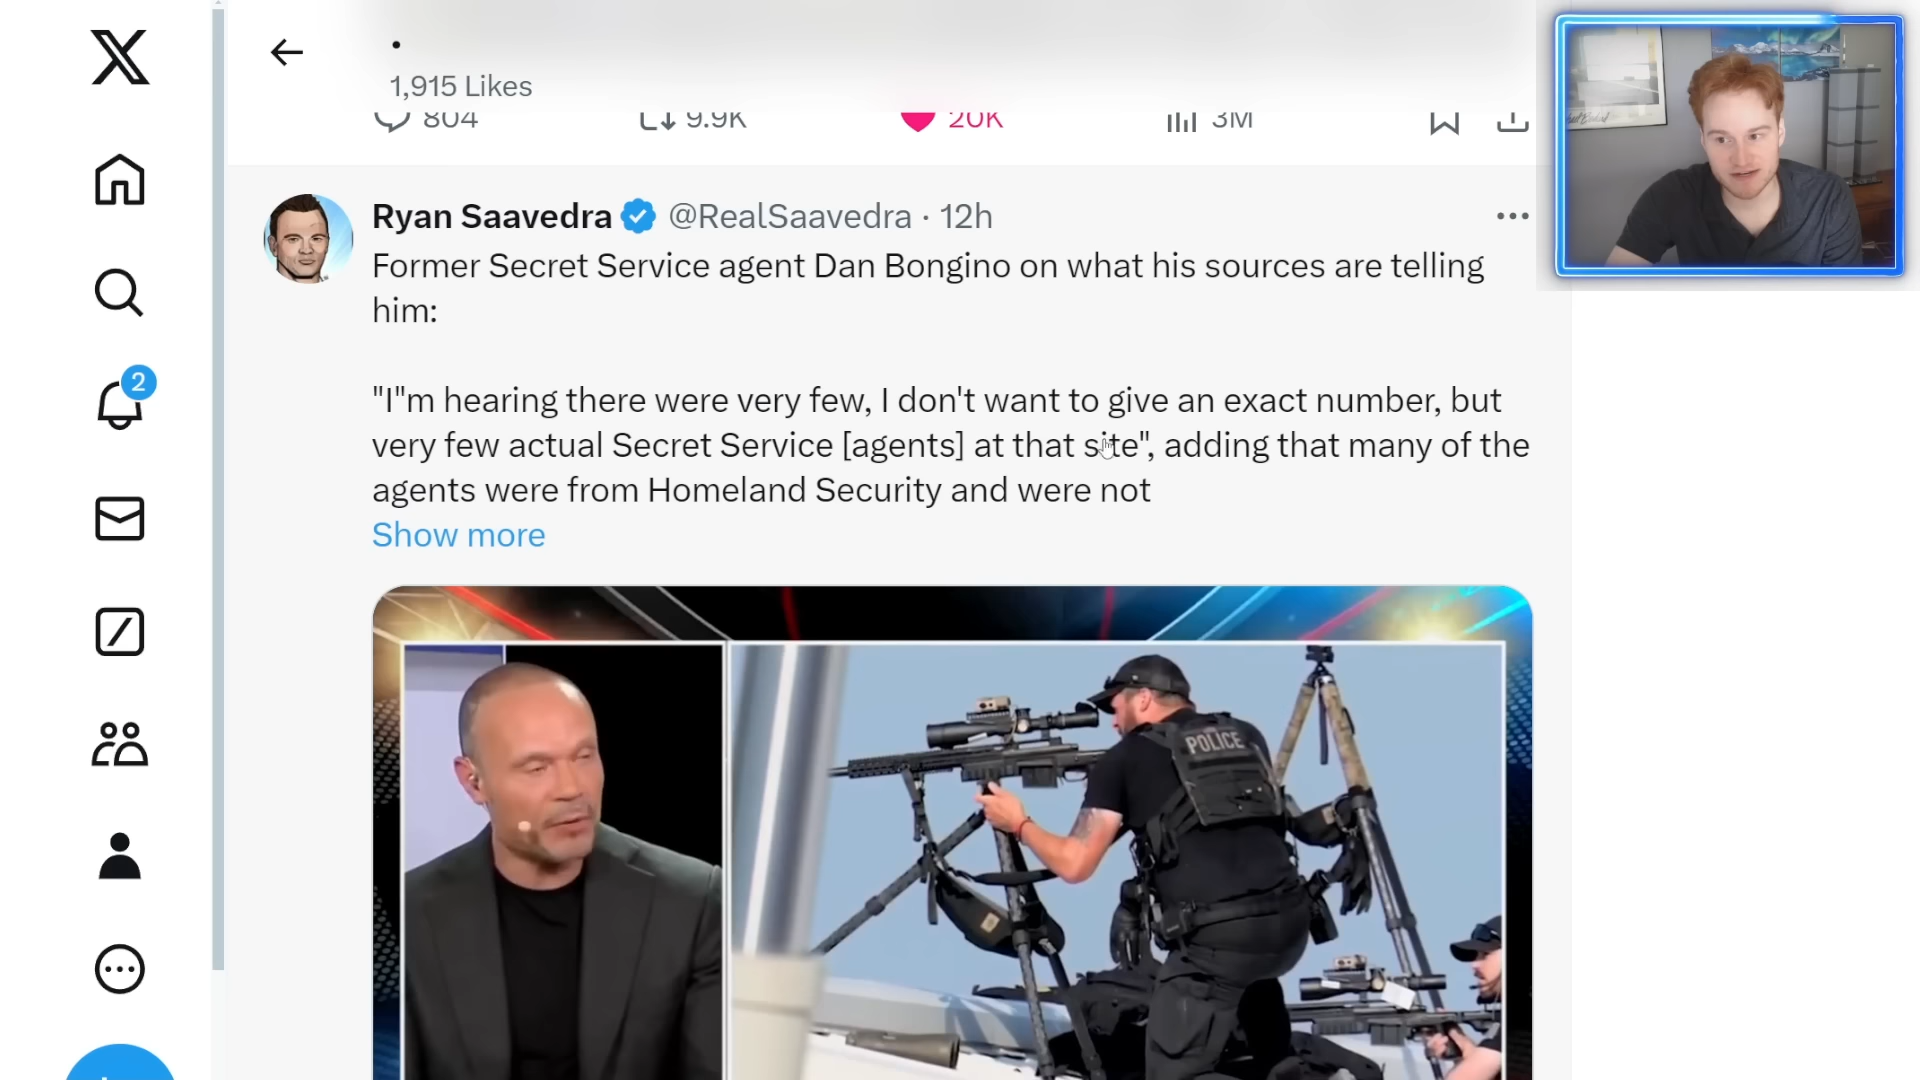 1,915 Likes
804 9.9K 20K 3M
Ryan Saavedra @RealSaavedra · 12h
Former Secret Service agent Dan Bongino on what his sources are telling
him:
"I"m hearing there were very few, I don't want to give an exact number, but
very few actual Secret Service [agents] at that site", adding that many of the
agents were from Homeland Security and were not
Show more
2
POLICE